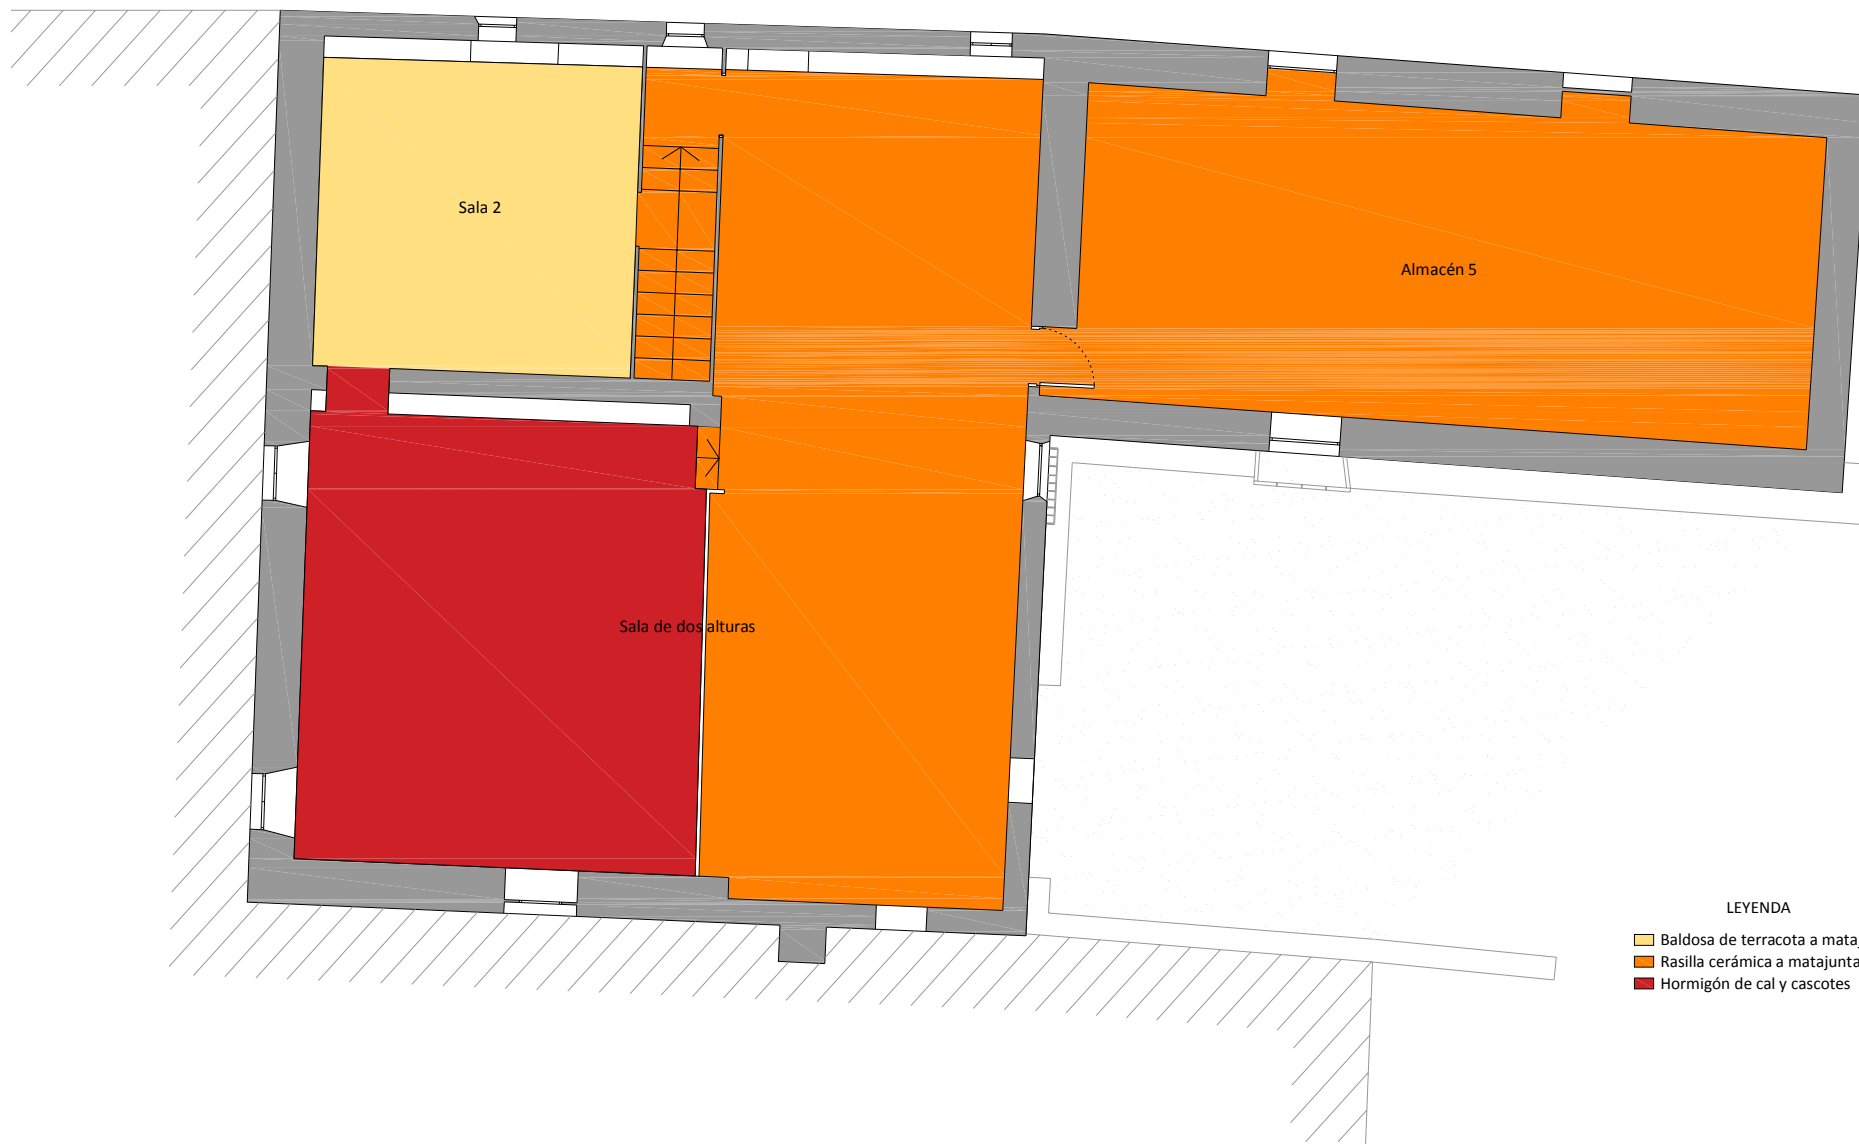 Sala 2
Almacén 5
Sala de dos alturas
LEYENDA
Baldosa de terracota a mata
Rasilla cerámica a matajunta
Hormigón de cal y cascotes